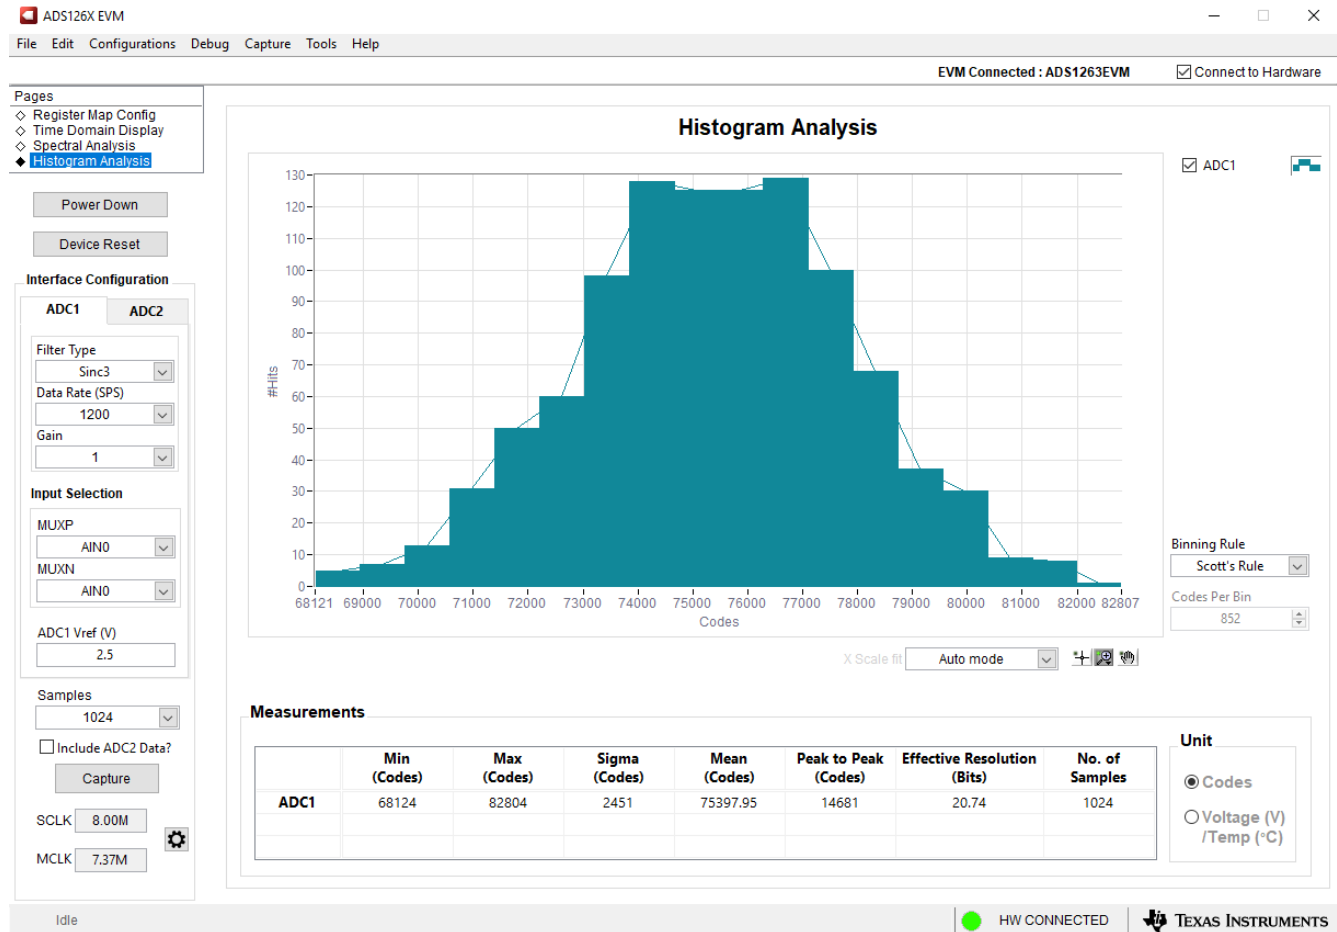 ADS126X EVM
File Edit Configurations Debug Capture Tools Help
EVM Connected : ADS1263EVM
Connect to Hardware
Pages
Register Map Config
Time Domain Display
Spectral Analysis
Histogram Analysis
Power Down
Device Reset
Interface Configuration
ADC1 ADC2
Filter Type
Sinc3
Data Rate (SPS)
1200
Gain
1
Input Selection
MUXP
AIN0
MUXN
AIN0
ADC1 Vref (V)
2.5
Samples
1024
Include ADC2 Data?
Capture
SCLK 8.00M
MCLK 7.37M
Histogram Analysis
130
120
110
100
90
80
70
60
50
40
30
20
10
0
#Hits
68121 69000 70000 71000 72000 73000 74000 75000 76000 77000 78000 79000 80000 81000 82000 82807
Codes
ADC1
Binning Rule
Scott's Rule
Codes Per Bin
852
X Scale fit Auto mode
Measurements
Min (Codes) Max (Codes) Sigma (Codes) Mean (Codes) Peak to Peak (Codes) Effective Resolution (Bits) No. of Samples
ADC1 68124 82804 2451 75397.95 14681 20.74 1024
Unit
Codes
Voltage (V)
/Temp (°C)
Idle
HW CONNECTED
TEXAS INSTRUMENTS